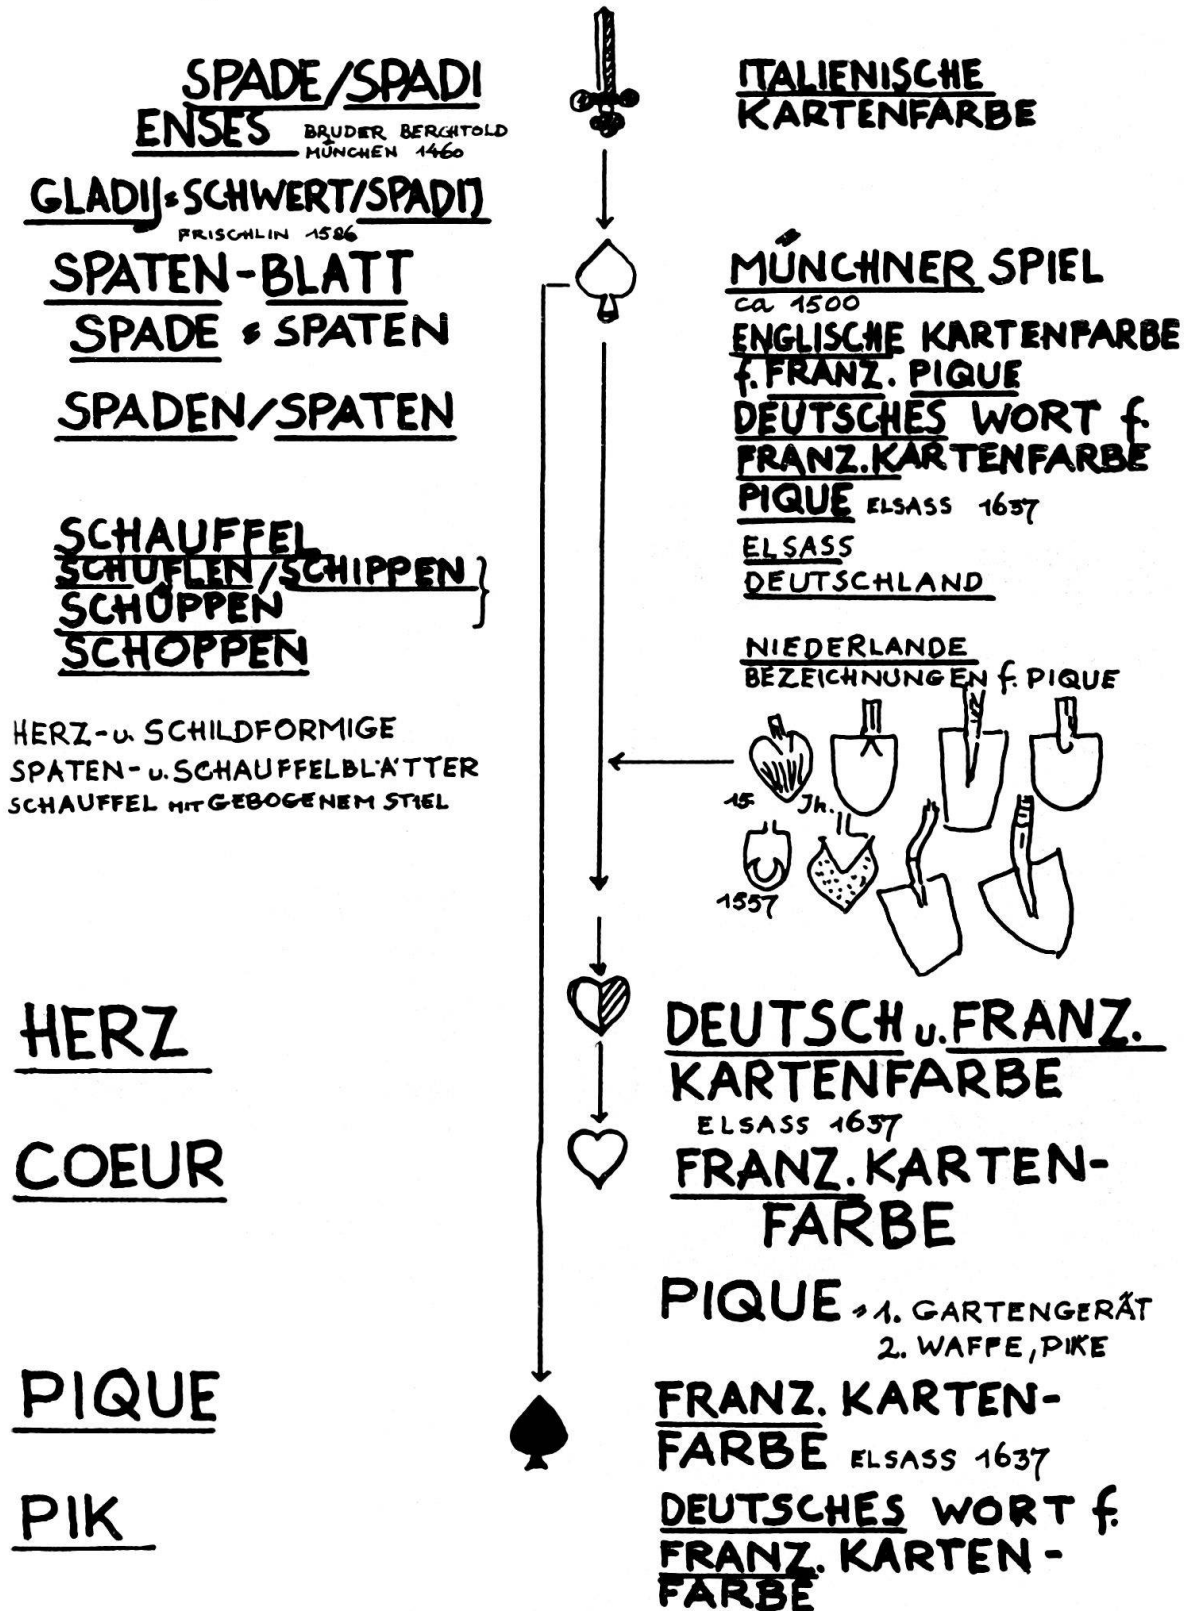 SPADE/SPADI
ENSES BRUDER BERCHTOLD
MÜNCHEN 1460
ITALIENISCHE
KARTENFARBE
GLADIJ=SCHWERT/SPADIJ
FRISCHLIN 1586
SPATEN-BLATT
SPADE = SPATEN
SPADEN/SPATEN
MÜNCHNER SPIEL
ca 1500
ENGLISCHE KARTENFARBE
f. FRANZ. PIQUE
DEUTSCHES WORT f.
FRANZ. KARTENFARBE
PIQUE ELSASS 1637
SCHAUFFEL
SCHUFLEN/SCHIPPEN
SCHÜPPEN
SCHOPPEN
ELSASS
DEUTSCHLAND
NIEDERLANDE
BEZEICHNUNGEN f. PIQUE
HERZ- u. SCHILDFORMIGE
SPATEN- u. SCHAUFFELBLÄTTER
SCHAUFFEL MIT GEBOGENEM STIEL
15. Jh.
1557
HERZ
DEUTSCH u. FRANZ.
KARTENFARBE
ELSASS 1637
COEUR
FRANZ. KARTEN-
FARBE
PIQUE = 1. GARTENGERÄT
2. WAFFE, PIKE
PIQUE
FRANZ. KARTEN-
FARBE ELSASS 1637
PIK
DEUTSCHES WORT f.
FRANZ. KARTEN-
FARBE